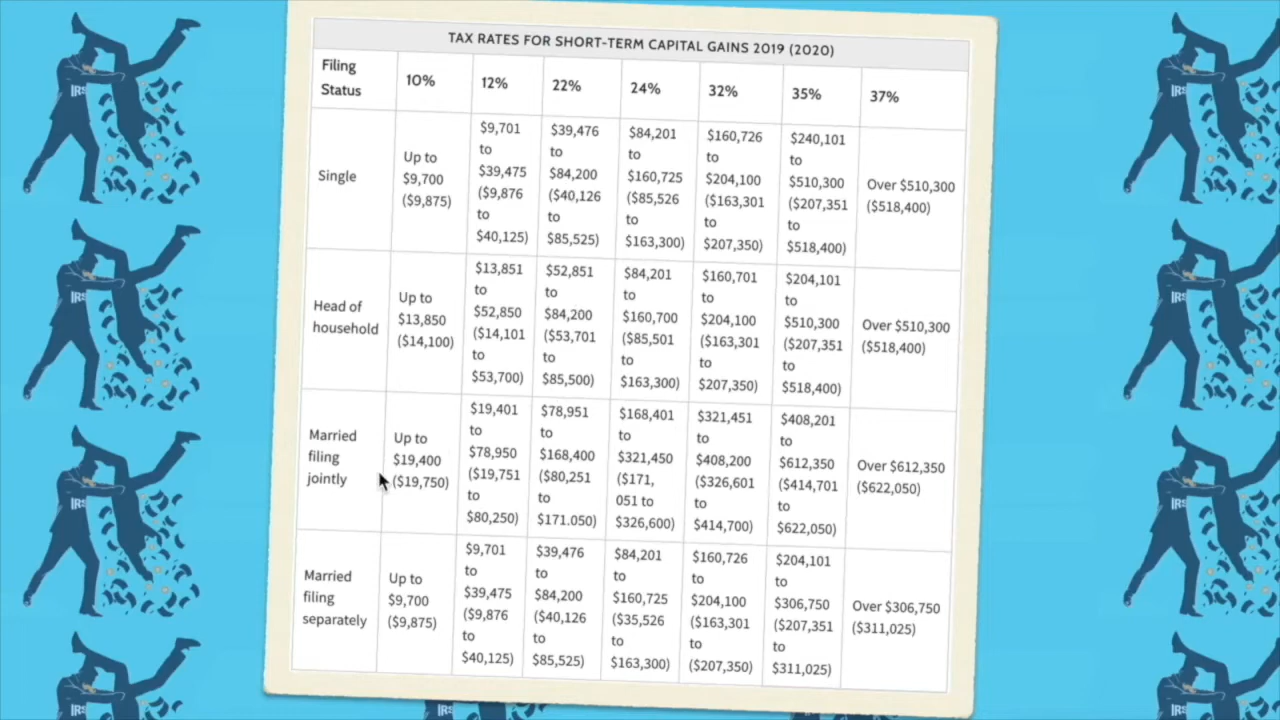 TAX RATES FOR SHORT-TERM CAPITAL GAINS 2019 (2020)
Filing
Status
10%
12%
22%
24%
32%
35%
37%
Single
Up to
$9,700
($9,875)
$9,701
to
$39,475
($9,876
to
$40,125)
$39,476
to
$84,200
($40,126
to
$85,525)
$84,201
to
$160,725
($85,526
to
$163,300)
$160,726
to
$204,100
($163,301
to
$207,350)
$240,101
to
$510,300
($207,351
to
$518,400)
Over $510,300
($518,400)
Head of
household
Up to
$13,850
($14,100)
$13,851
to
$52,850
($14,101
to
$53,700)
$52,851
to
$84,200
($53,701
to
$85,500)
$84,201
to
$160,700
($85,501
to
$163,300)
$160,701
to
$204,100
($163,301
to
$207,350)
$204,101
to
$510,300
($207,351
to
$518,400)
Over $510,300
($518,400)
Married
filing
jointly
Up to
$19,400
($19,750)
$19,401
to
$78,950
($19,751
to
$80,250)
$78,951
to
$168,400
($80,251
to
$171.050)
$168,401
to
$321,450
($171,
051 to
$326,600)
$321,451
to
$408,200
($326,601
to
$414,700)
$408,201
to
$612,350
($414,701
to
$622,050)
Over $612,350
($622,050)
Married
filing
separately
Up to
$9,700
($9,875)
$9,701
to
$39,475
($9,876
to
$40,125)
$39,476
to
$84,200
($40,126
to
$85,525)
$84,201
to
$160,725
($35,526
to
$163,300)
$160,726
to
$204,100
($163,301
to
($207,350)
$204,101
to
$306,750
($207,351
to
$311,025)
Over $306,750
($311,025)
IRS
IRS
IRS
IRS
IRS
IRS
IRS
IRS